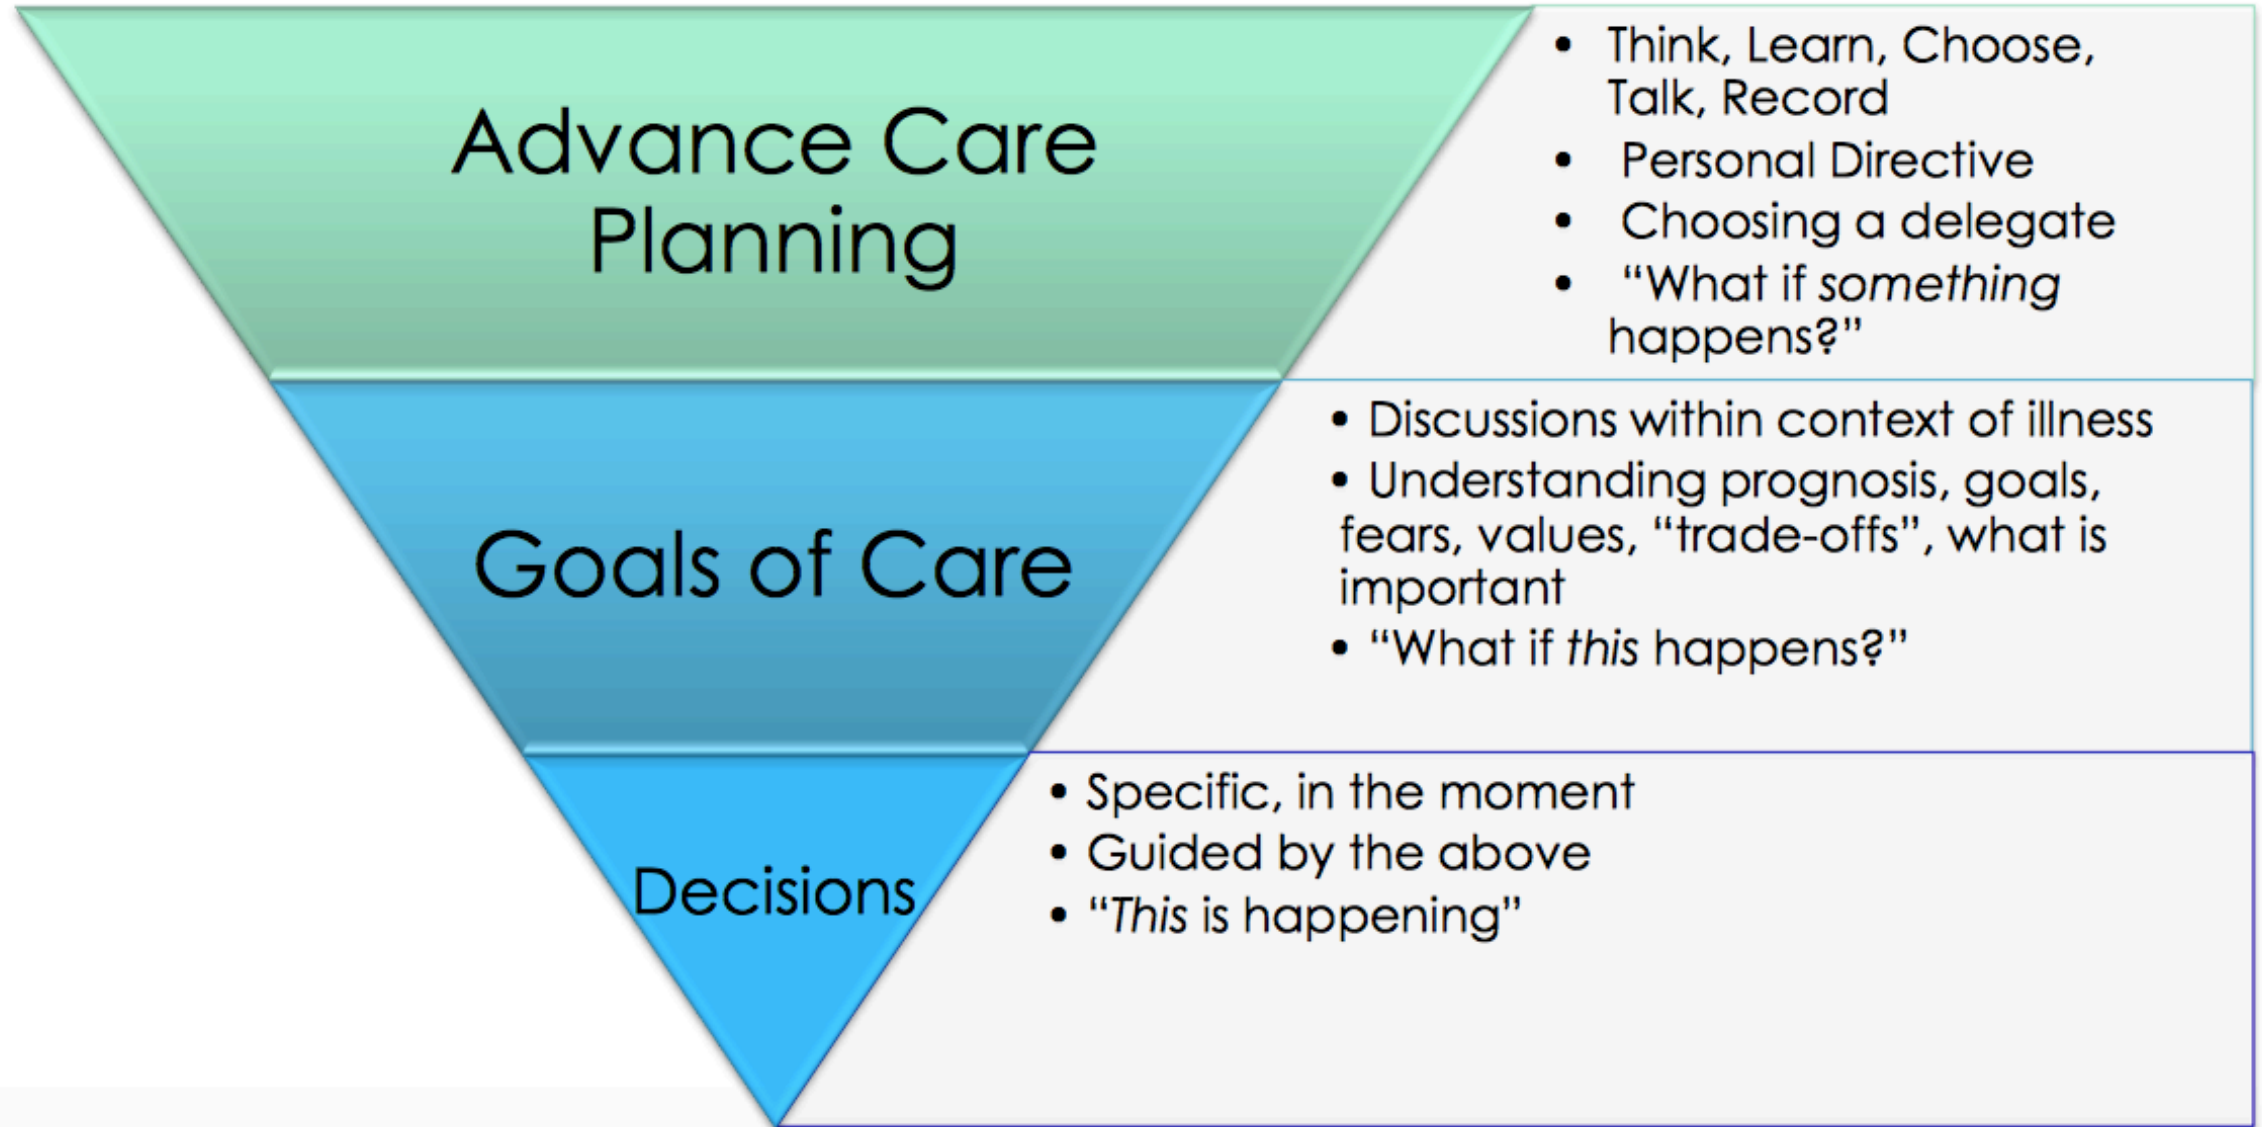 Advance Care
Planning
• Think, Learn, Choose,
Talk, Record
• Personal Directive
• Choosing a delegate
• “What if something
happens?”
Goals of Care
• Discussions within context of illness
• Understanding prognosis, goals,
fears, values, “trade-offs”, what is
important
• “What if this happens?”
Decisions
• Specific, in the moment
• Guided by the above
• “This is happening”